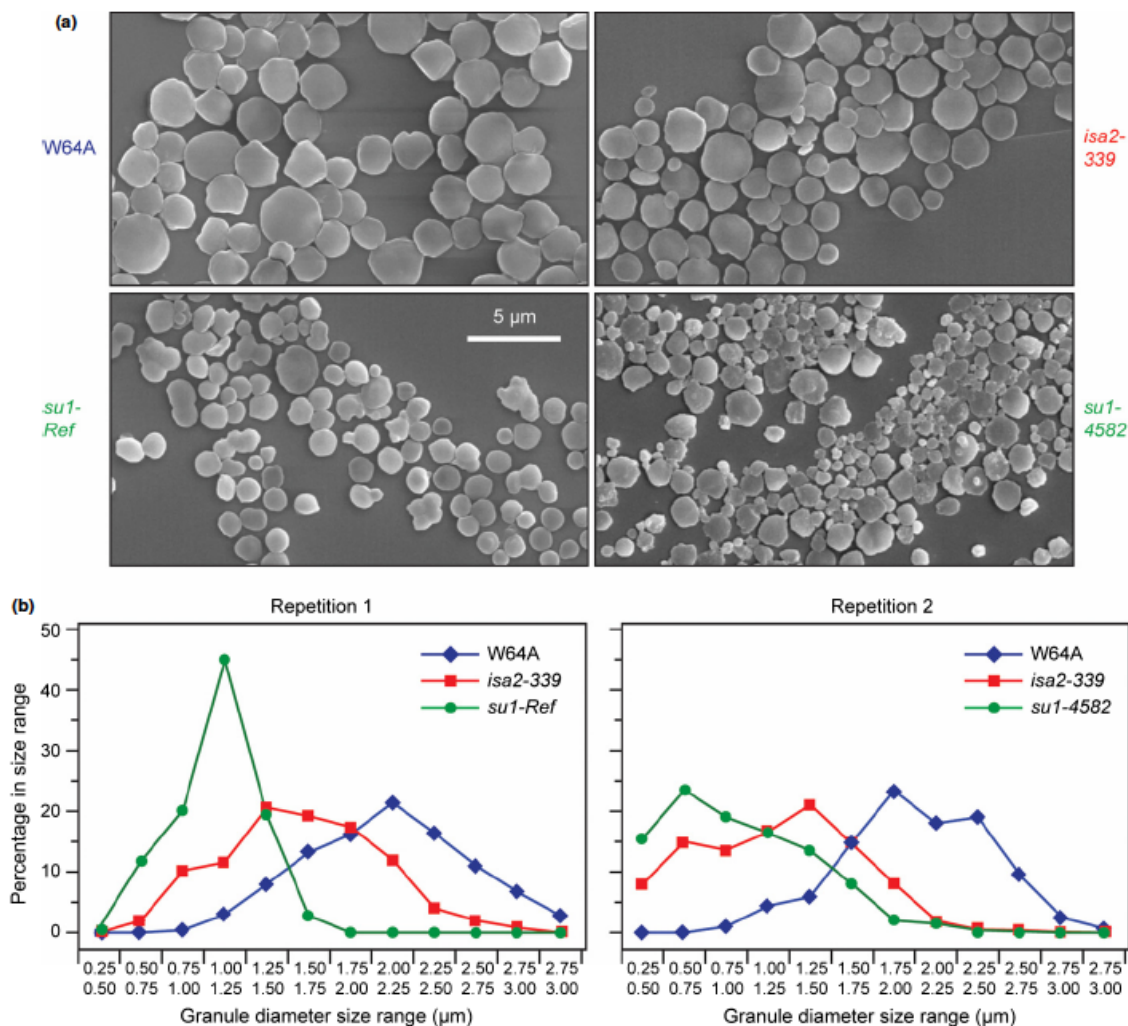 (a)
W64A
isa2-
339
su1-
Ref
5 μm
su1-
4582
(b)
Repetition 1
Repetition 2
Percentage in size range
50
40
30
20
10
0
W64A
isa2-339
su1-Ref
W64A
isa2-339
su1-4582
0.25 0.50 0.75 1.00 1.25 1.50 1.75 2.00 2.25 2.50 2.75 2.75
0.50 0.75 1.00 1.25 1.50 1.75 2.00 2.25 2.50 2.75 3.00 3.00
Granule diameter size range (μm)
0.25 0.50 0.75 1.00 1.25 1.50 1.75 2.00 2.25 2.50 2.75 2.75
0.50 0.75 1.00 1.25 1.50 1.75 2.00 2.25 2.50 2.75 3.00 3.00
Granule diameter size range (μm)